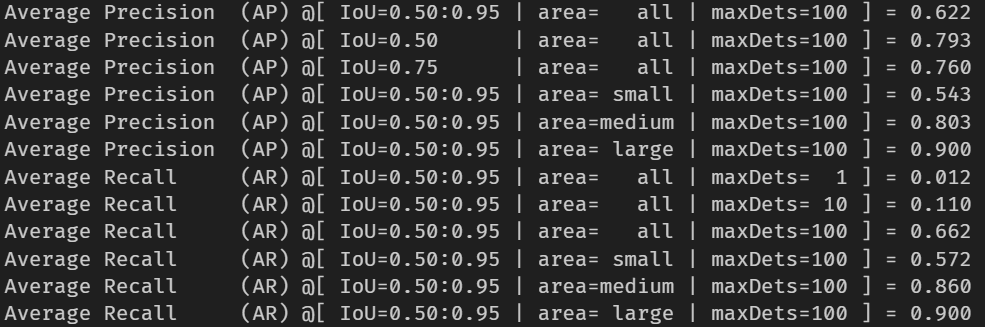 Average Precision  (AP) @[ IoU=0.50:0.95 | area=   all | maxDets=100 ] = 0.622
Average Precision  (AP) @[ IoU=0.50      | area=   all | maxDets=100 ] = 0.793
Average Precision  (AP) @[ IoU=0.75      | area=   all | maxDets=100 ] = 0.760
Average Precision  (AP) @[ IoU=0.50:0.95 | area= small | maxDets=100 ] = 0.543
Average Precision  (AP) @[ IoU=0.50:0.95 | area=medium | maxDets=100 ] = 0.803
Average Precision  (AP) @[ IoU=0.50:0.95 | area= large | maxDets=100 ] = 0.900
Average Recall     (AR) @[ IoU=0.50:0.95 | area=   all | maxDets=  1 ] = 0.012
Average Recall     (AR) @[ IoU=0.50:0.95 | area=   all | maxDets= 10 ] = 0.110
Average Recall     (AR) @[ IoU=0.50:0.95 | area=   all | maxDets=100 ] = 0.662
Average Recall     (AR) @[ IoU=0.50:0.95 | area= small | maxDets=100 ] = 0.572
Average Recall     (AR) @[ IoU=0.50:0.95 | area=medium | maxDets=100 ] = 0.860
Average Recall     (AR) @[ IoU=0.50:0.95 | area= large | maxDets=100 ] = 0.900